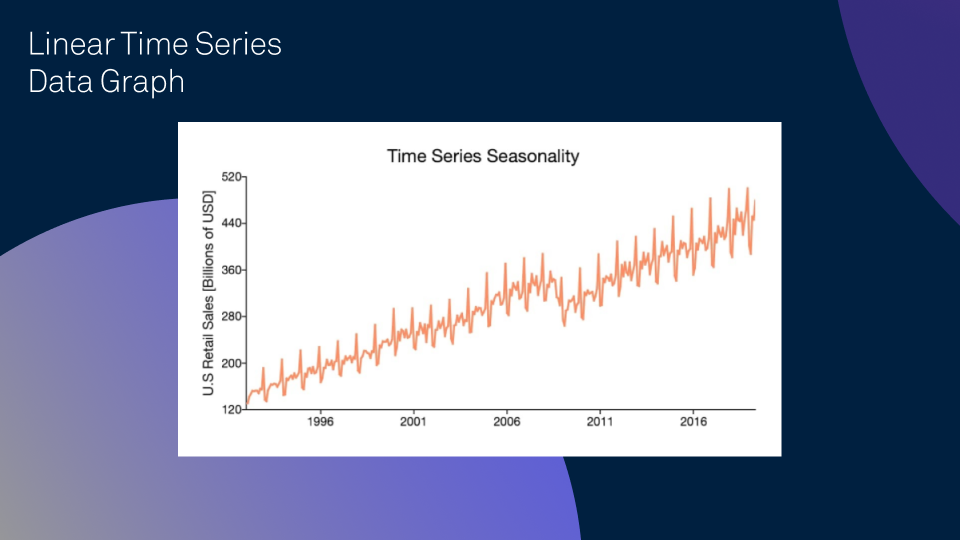 Linear Time Series
Data Graph
Time Series Seasonality
U.S Retail Sales [Billions of USD]
520
440
360
280
200
120
1996
2001
2006
2011
2016